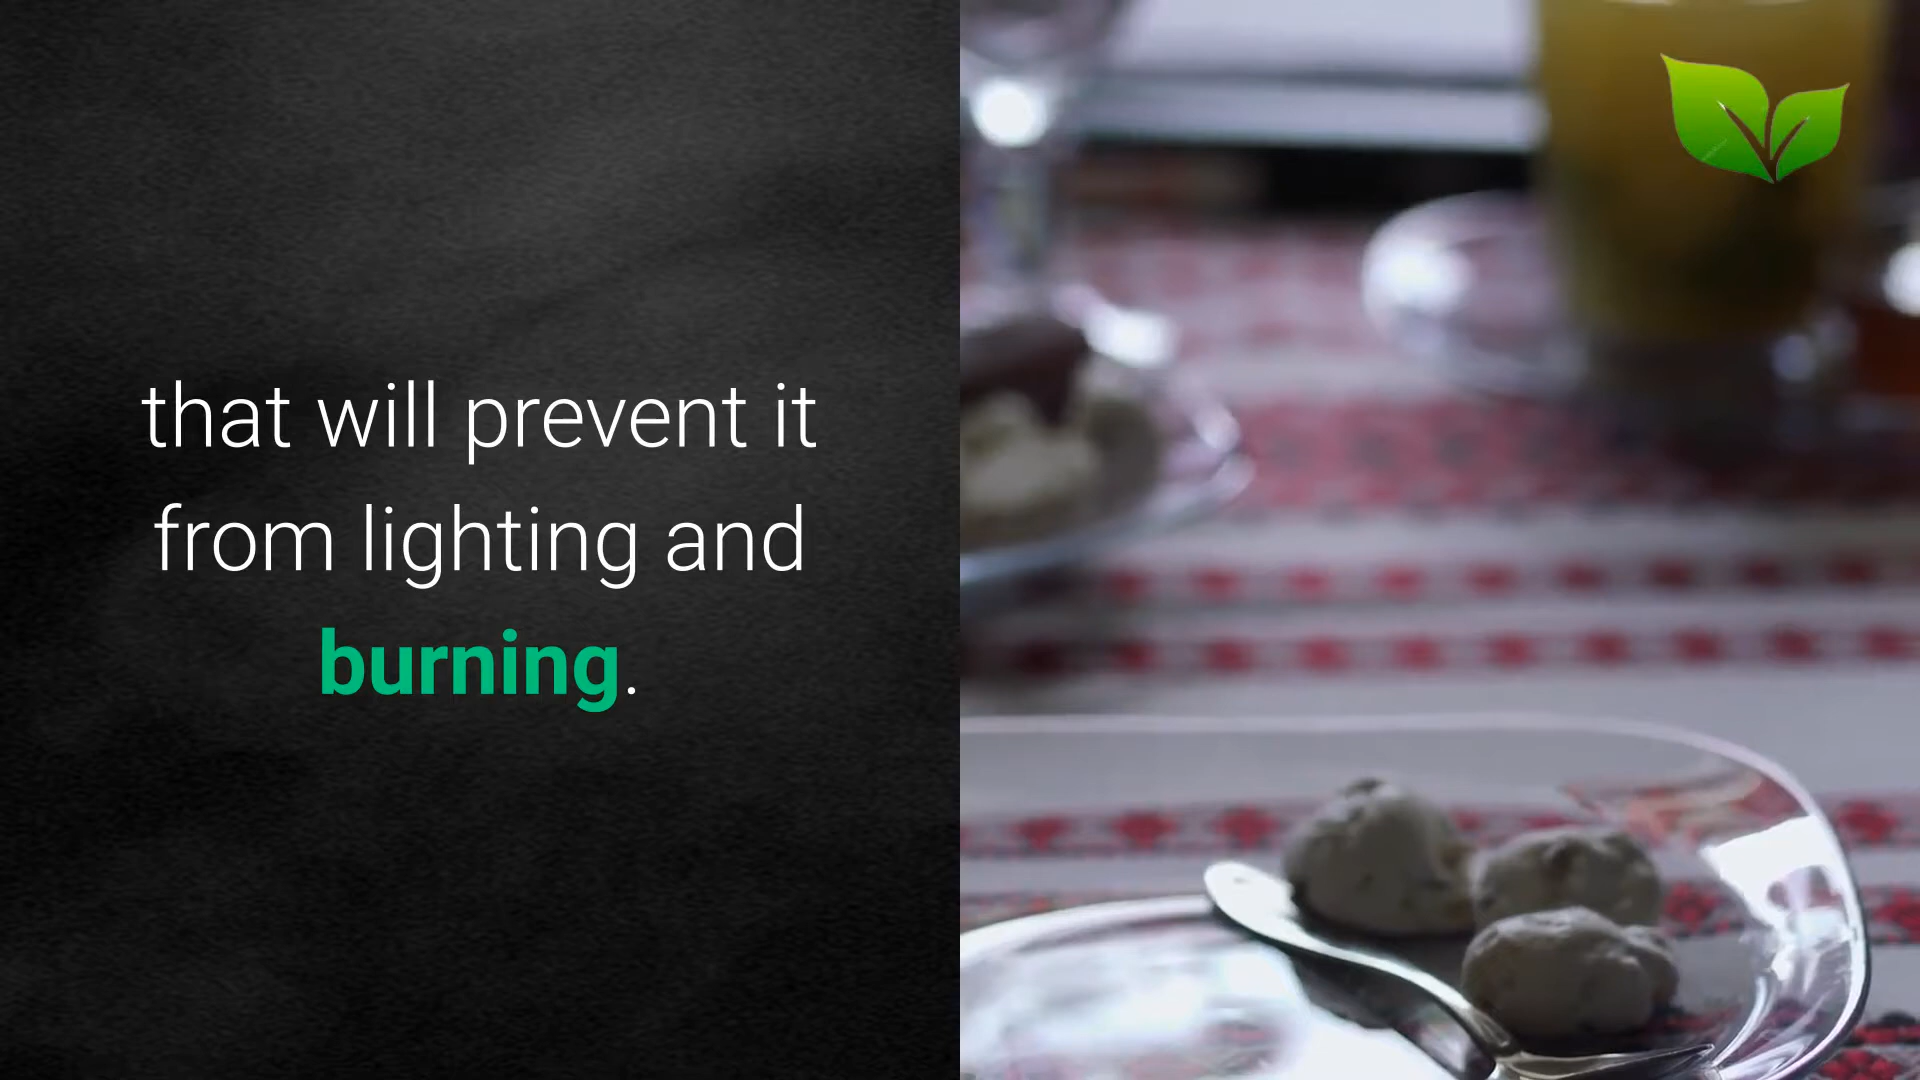 that will prevent it
from lighting and
burning.